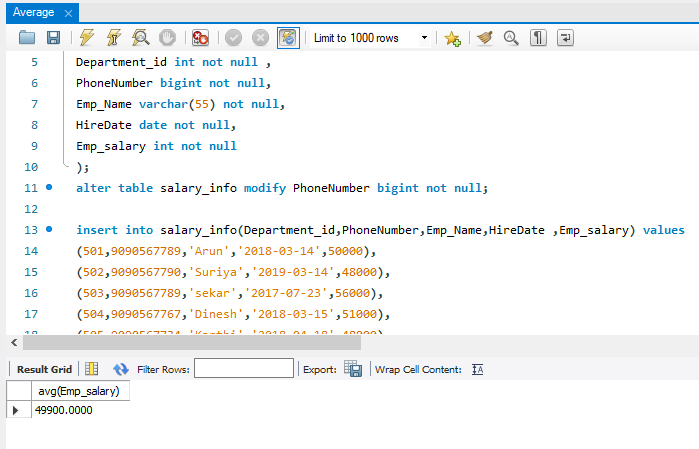 Average
Limit to 1000 rows
5 Department_id int not null ,
6 PhoneNumber bigint not null,
7 Emp_Name varchar(55) not null,
8 HireDate date not null,
9 Emp_salary int not null
10 );
11 alter table salary_info modify PhoneNumber bigint not null;
12
13 insert into salary_info(Department_id,PhoneNumber,Emp_Name,HireDate ,Emp_salary) values
14 (501,9090567789,'Arun','2018-03-14',50000),
15 (502,9090567790,'Suriya','2019-03-14',48000),
16 (503,9090567789,'sekar','2017-07-23',56000),
17 (504,9090567767,'Dinesh','2018-03-15',51000),
18
Result Grid Filter Rows: Export: Wrap Cell Content:
avg(Emp_salary)
49900.0000